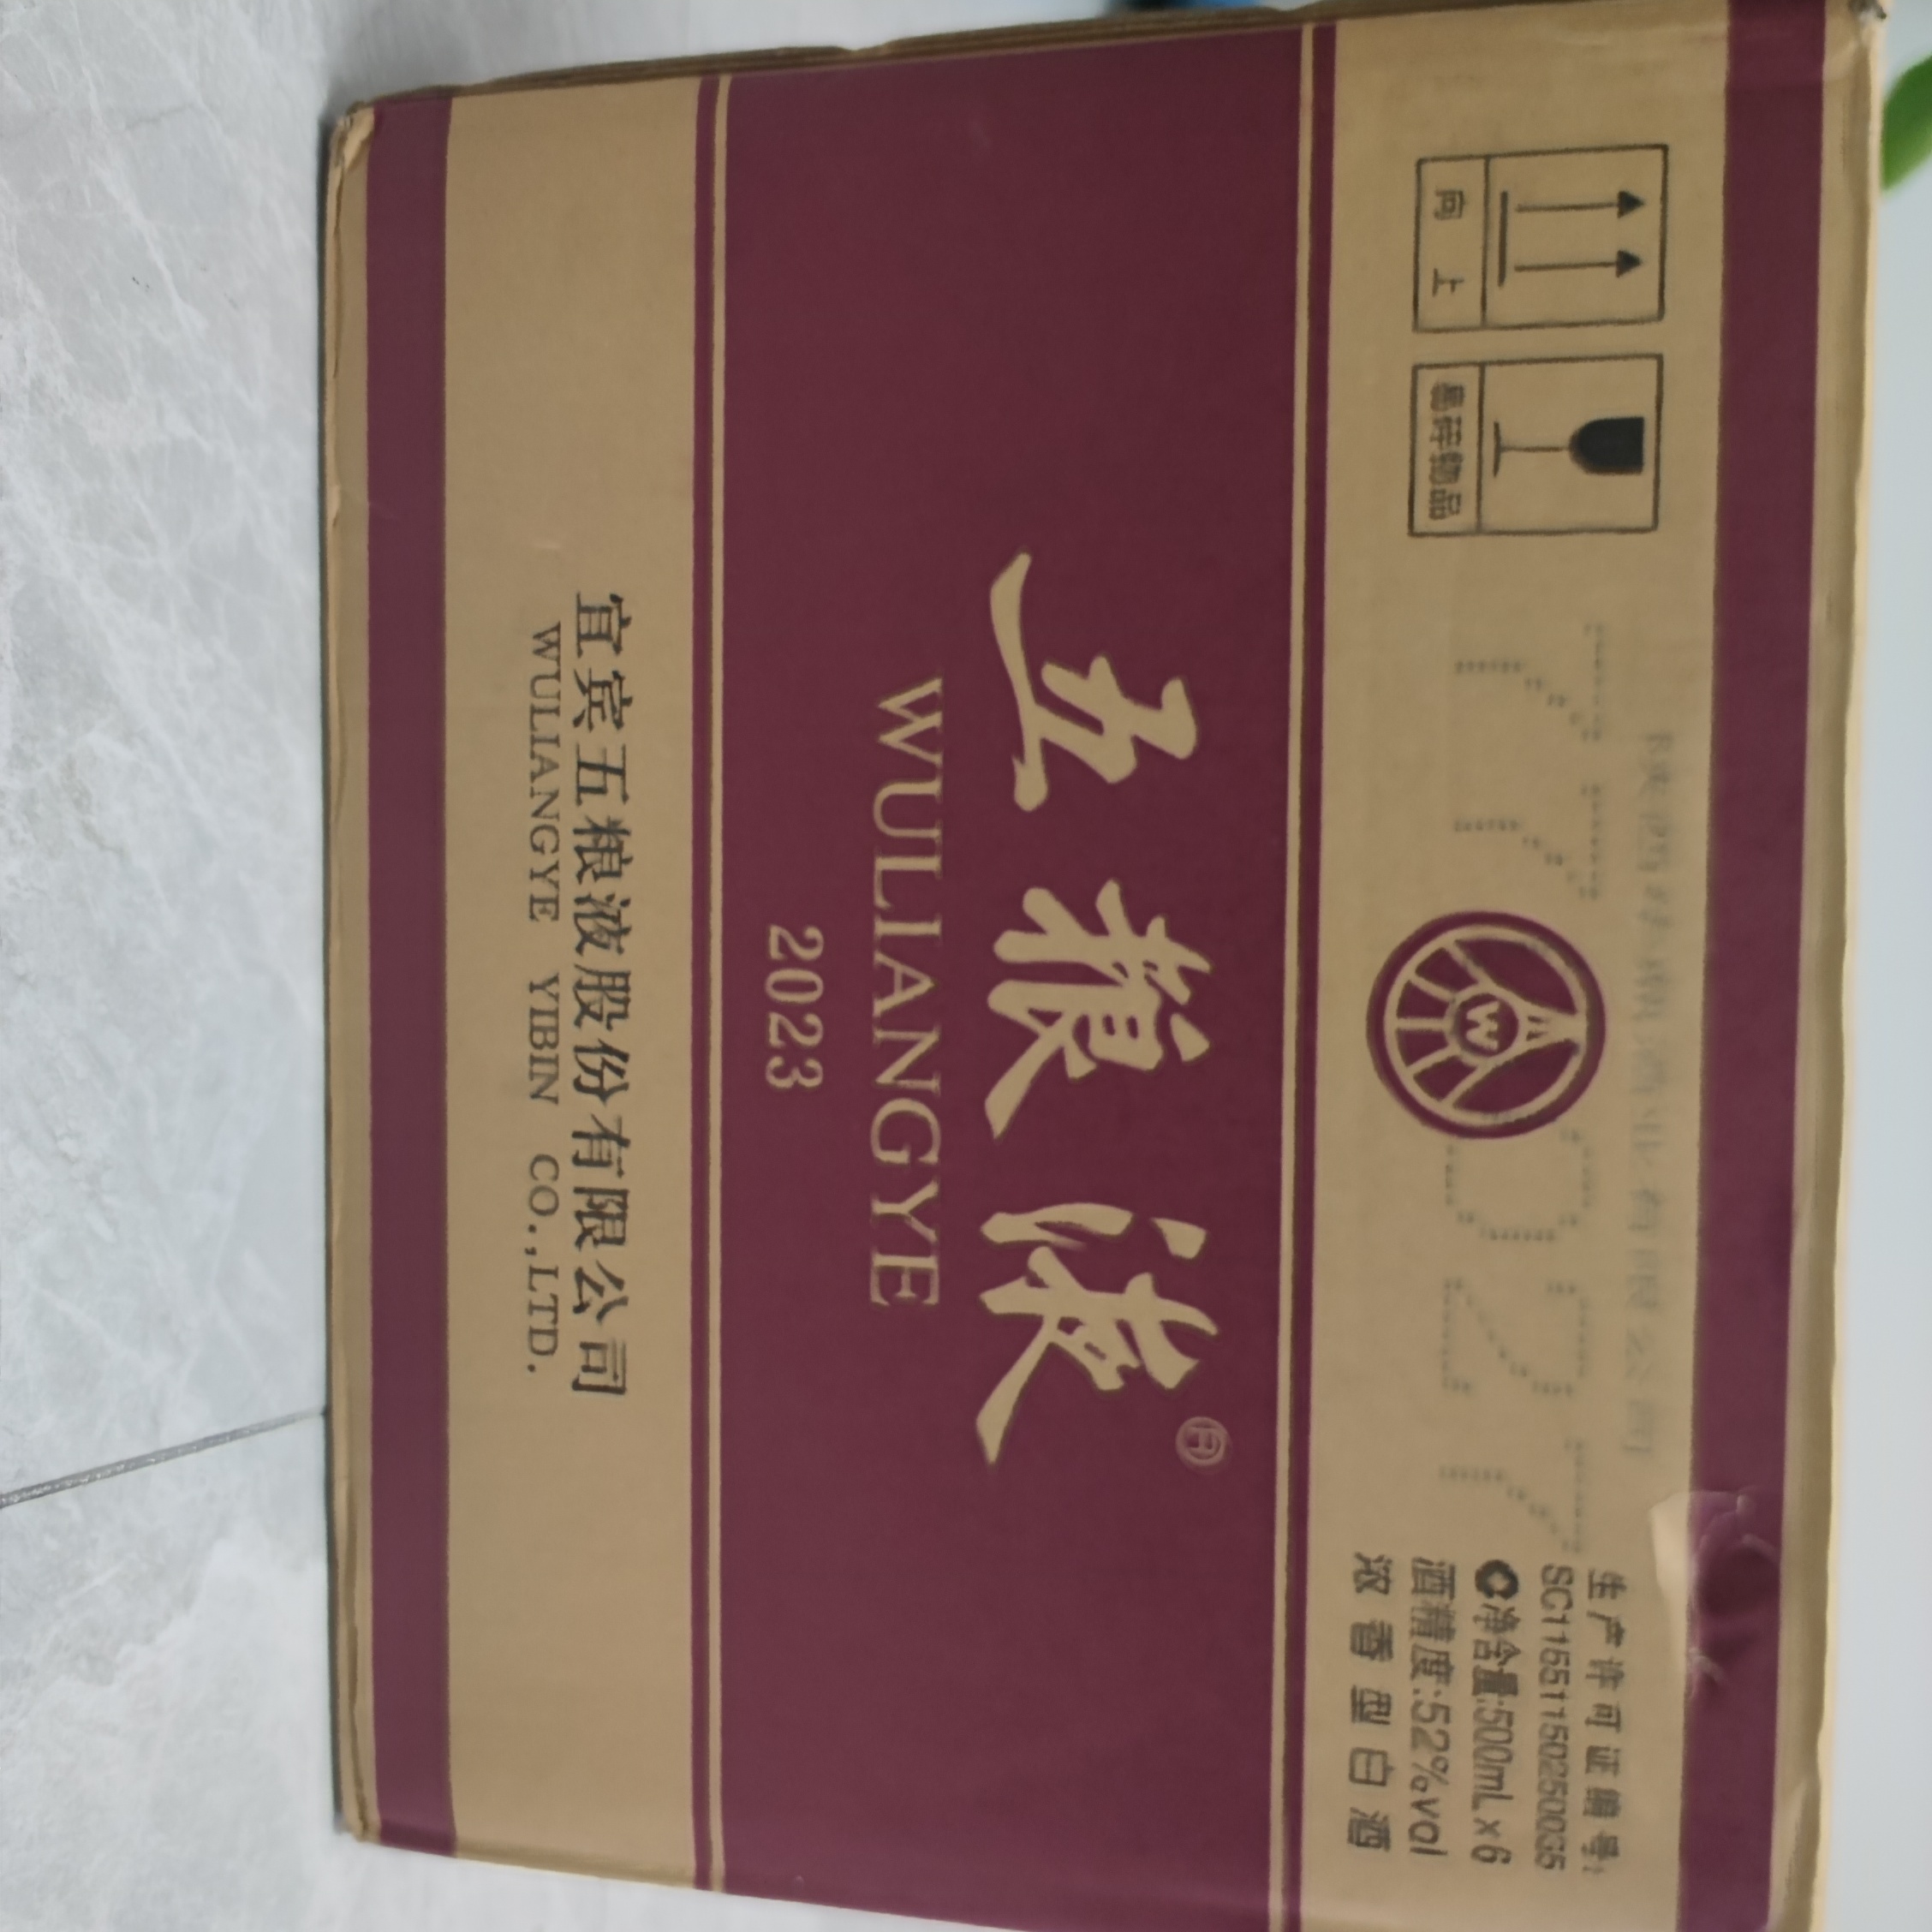 向 上
易碎物品
W
生产许可证编号:
SC11551150250035
净含量:500mL×6
酒精度:52%vol
浓香型白酒
五粮液®
WULIANGYE
2023
宜宾五粮液股份有限公司
WULIANGYE YIBIN CO.,LTD.